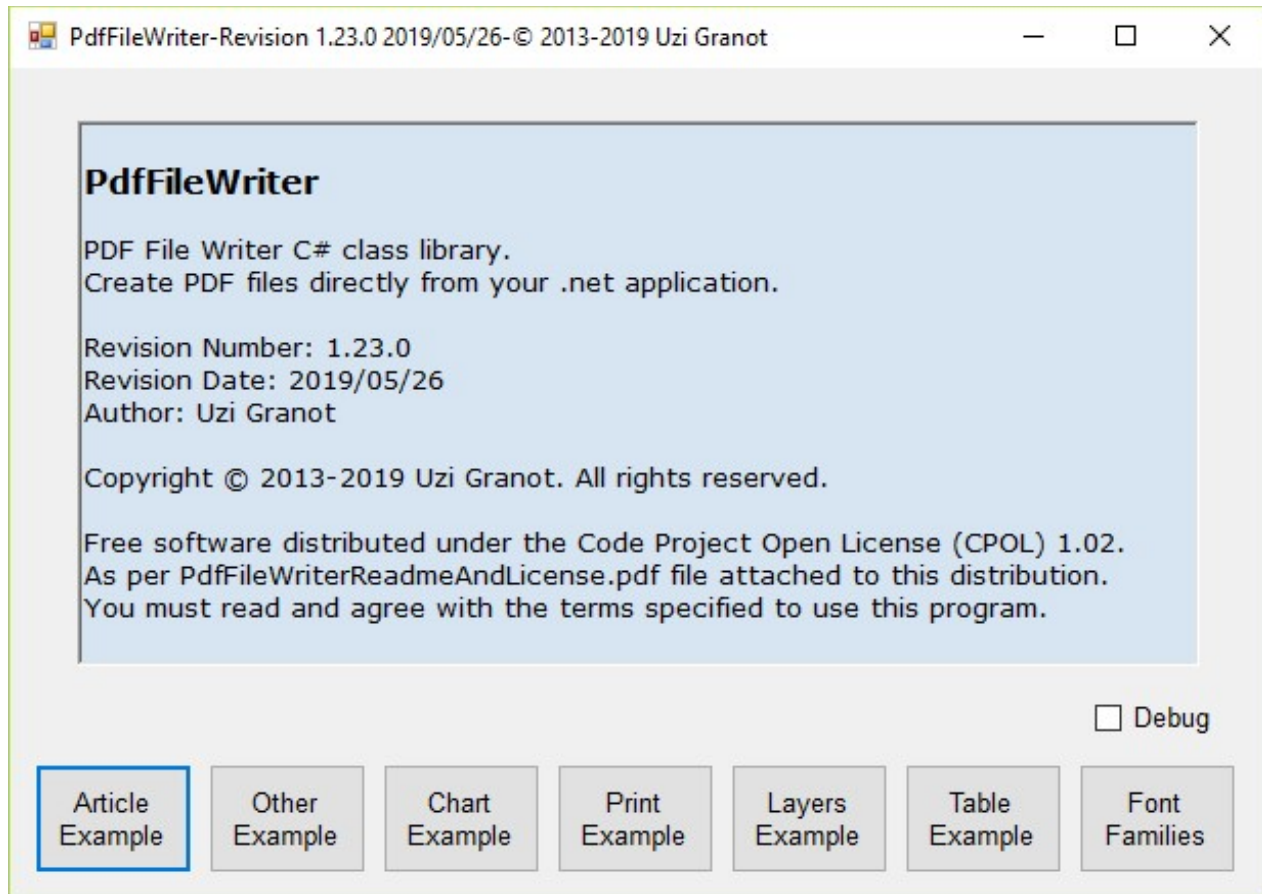 PdfFileWriter-Revision 1.23.0 2019/05/26-© 2013-2019 Uzi Granot
PdfFileWriter
PDF File Writer C# class library.
Create PDF files directly from your .net application.
Revision Number: 1.23.0
Revision Date: 2019/05/26
Author: Uzi Granot
Copyright © 2013-2019 Uzi Granot. All rights reserved.
Free software distributed under the Code Project Open License (CPOL) 1.02.
As per PdfFileWriterReadmeAndLicense.pdf file attached to this distribution.
You must read and agree with the terms specified to use this program.
Debug
Article
Example
Other
Example
Chart
Example
Print
Example
Layers
Example
Table
Example
Font
Families